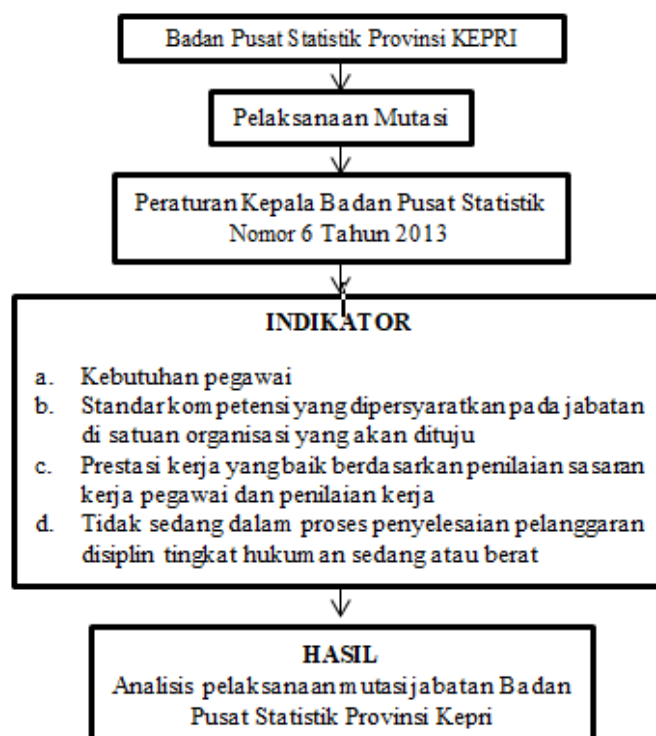 Badan Pusat Statistik Provinsi KEPRI
Pelaksanaan Mutasi
Peraturan Kepala Badan Pusat Statistik
Nomor 6 Tahun 2013
INDIKATOR
a. Kebutuhan pegawai
b. Standar kompetensi yang dipersyaratkan pada jabatan
di satuan organisasi yang akan dituju
c. Prestasi kerja yang baik berdasarkan penilaian sasaran
kerja pegawai dan penilaian kerja
d. Tidak sedang dalam proses penyelesaian pelanggaran
disiplin tingkat hukuman sedang atau berat
HASIL
Analisis pelaksanaan mutasi jabatan Badan
Pusat Statistik Provinsi Kepri